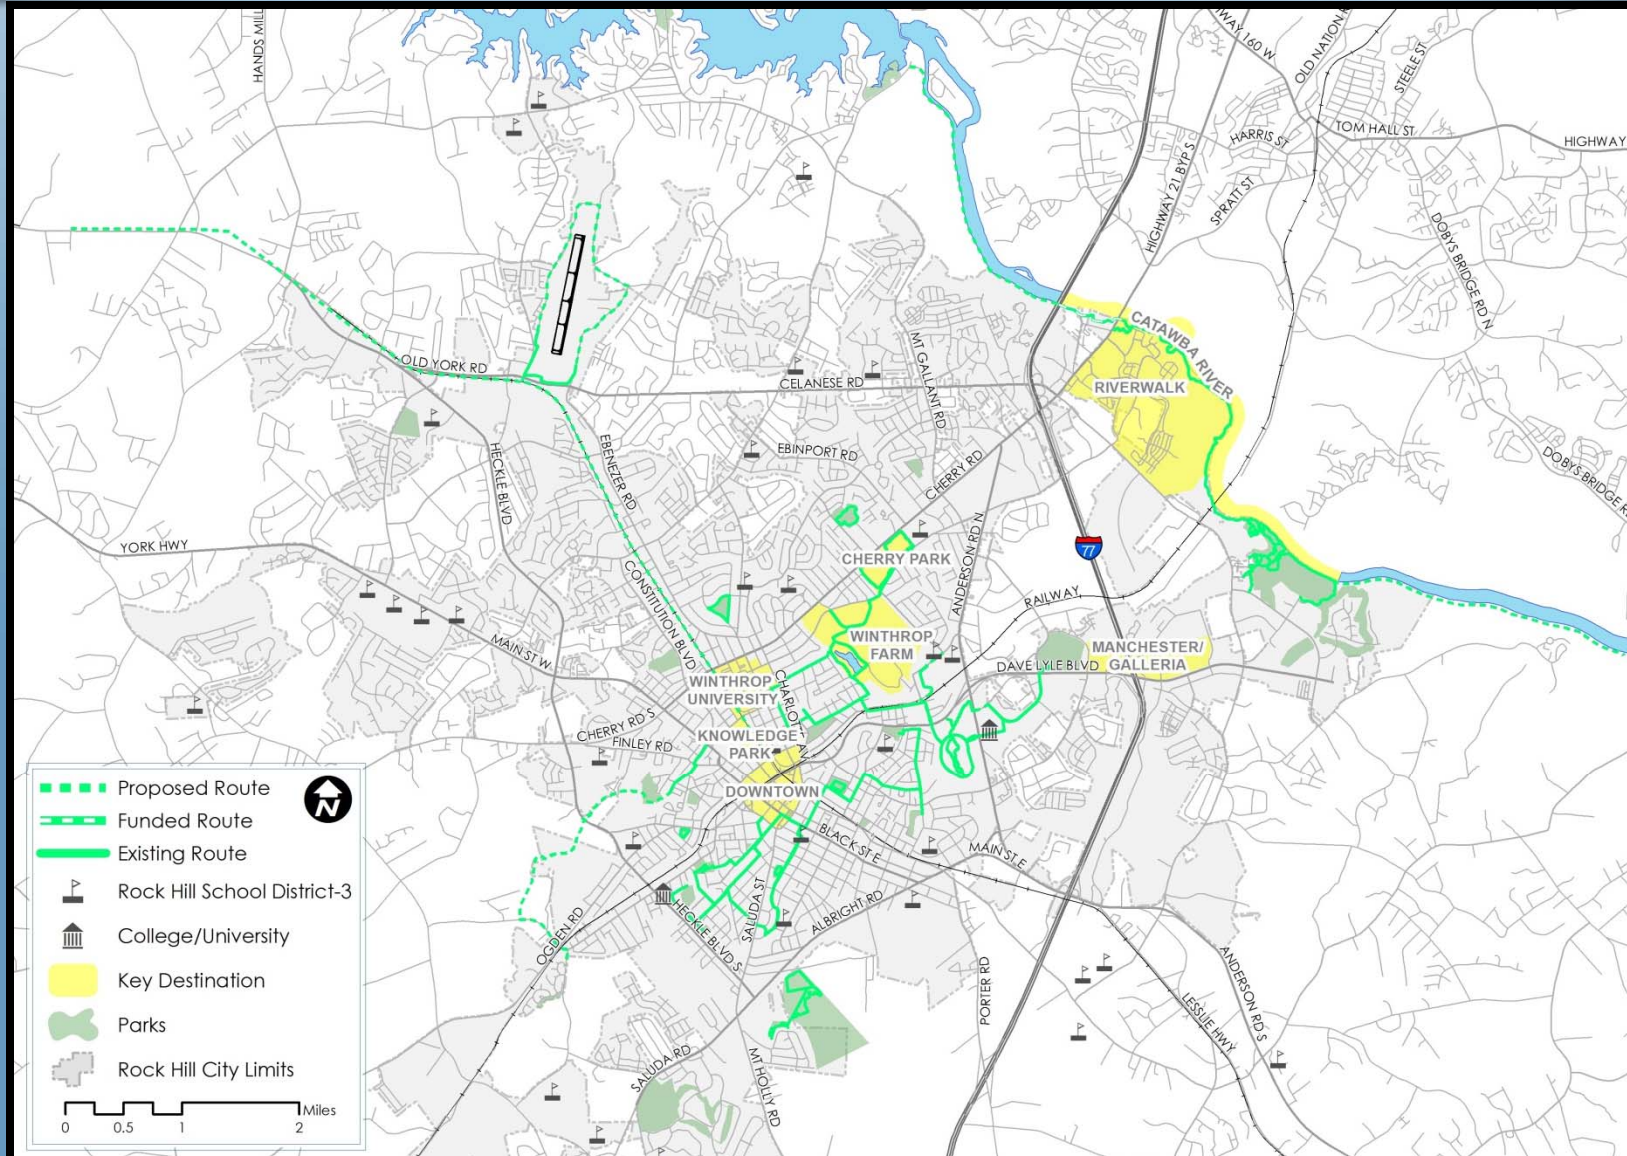 HANDS MILL
HWAY 160 W
OLD NATION R
STEELE ST
HARRIS ST
TOM HALL ST
HIGHWAY
HIGHWAY 21 BYP S
SPRATT ST
DOBYS BRIDGE RD N
CATAWBA RIVER
OLD YORK RD
CELANESE RD
MT GALLANT RD
RIVERWALK
HECKLE BLVD
EBENEZER RD
EBINPORT RD
CHERRY RD
DOBYS BRIDGE R
YORK HWY
CONSTITUTION BLVD
CHERRY PARK
ANDERSON RD N
77
RAILWAY
MAIN ST W
WINTHROP
FARM
MANCHESTER/
GALLERIA
DAVE LYLE BLVD
WINTHROP
UNIVERSITY
CHERRY RD S
FINLEY RD
KNOWLEDGE
PARK
DOWNTOWN
BLACK ST E
MAIN ST E
SALUDA ST
ALBRIGHT RD
HECKLE BLVD S
OGDEN RD
PORTER RD
ANDERSON RD S
LESSLIE HWY
SALUDA RD
MT HOLLY RD
Proposed Route
N
Funded Route
Existing Route
Rock Hill School District-3
College/University
Key Destination
Parks
Rock Hill City Limits
Miles
0 0.5 1 2